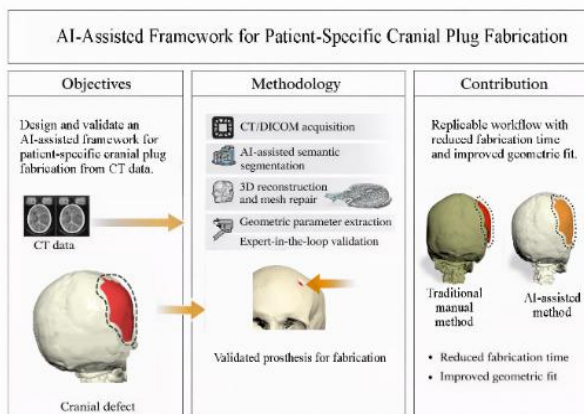 AI-Assisted Framework for Patient-Specific Cranial Plug Fabrication
Objectives
Design and validate an
AI-assisted framework for
patient-specific cranial plug
fabrication from CT data.
CT data
Cranial defect
Methodology
CT/DICOM acquisition
AI-assisted semantic
segmentation
3D reconstruction
and mesh repair
Geometric parameter extraction
Expert-in-the-loop validation
Validated prosthesis for fabrication
Contribution
Replicable workflow with
reduced fabrication time
and improved geometric fit.
Traditional
manual
method
AI-assisted
method
• Reduced fabrication time
• Improved geometric fit